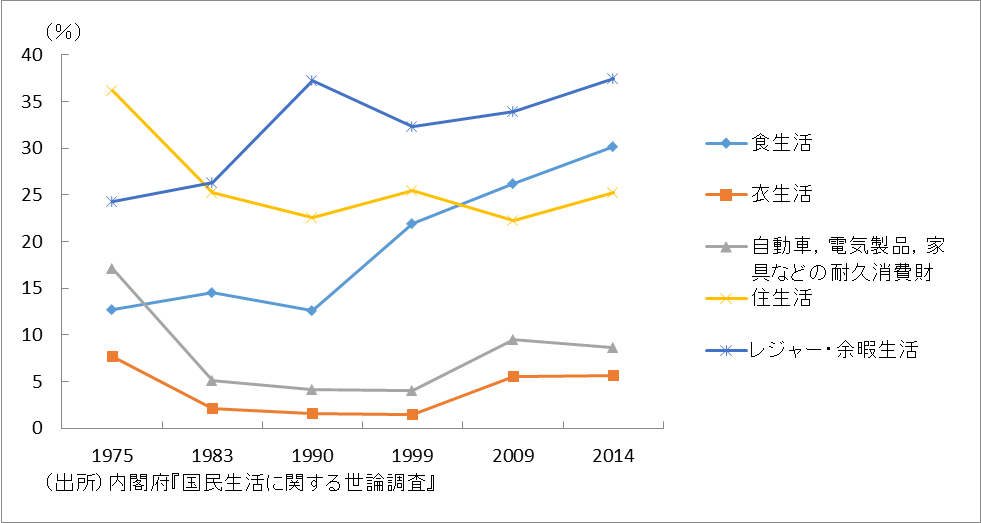 （％）
40
35
30
25
20
15
10
5
0
1975 1983 1990 1999 2009 2014
食生活
衣生活
自動車，電気製品，家
具などの耐久消費財
住生活
レジャー・余暇生活
（出所）内閣府『国民生活に関する世論調査』